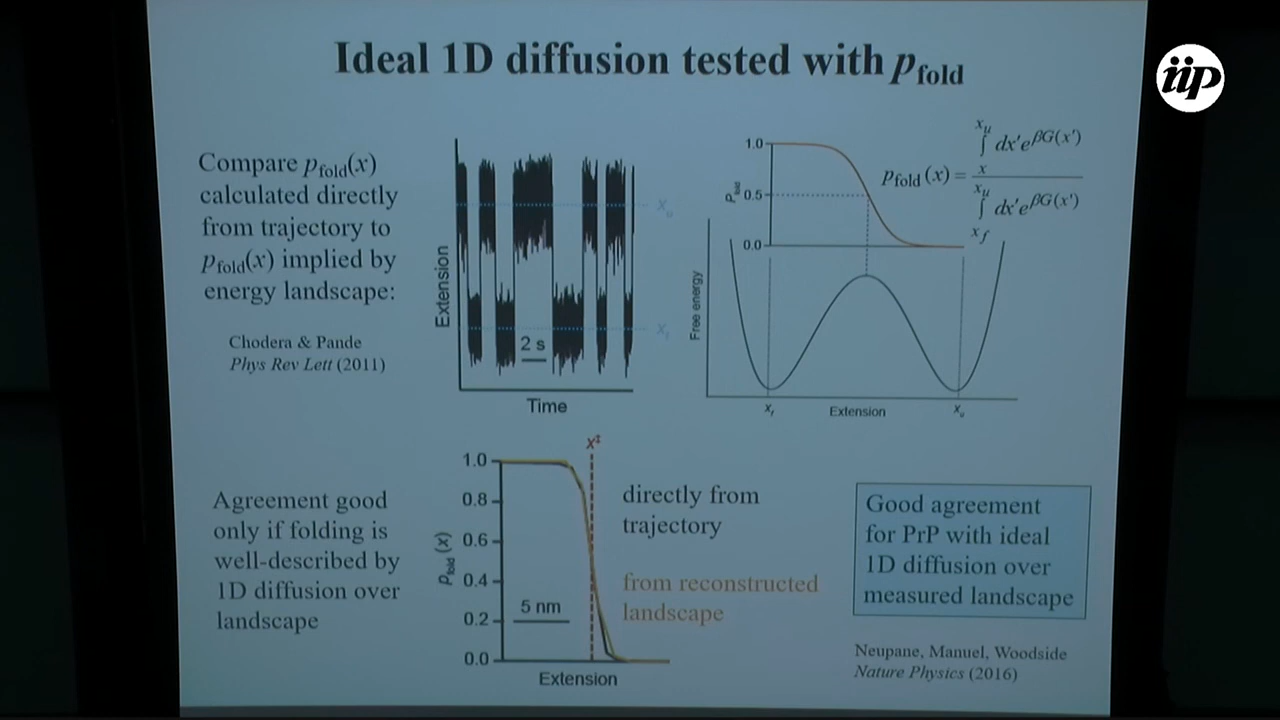 iip
Ideal 1D diffusion tested with pfold
Compare pfold(x)
calculated directly
from trajectory to
pfold(x) implied by
energy landscape:
Chodera & Pande
Phys Rev Lett (2011)
Extension
2 s
Time
xu
xf
1.0
0.5
0.0
pfold
pfold (x) = ∫ dx'e^βG(x') / ∫ dx'e^βG(x')
xu
x
xu
xf
Free energy
xf
Extension
xu
Agreement good
only if folding is
well-described by
1D diffusion over
landscape
x‡
1.0
0.8
0.6
0.4
0.2
0.0
pfold (x)
5 nm
Extension
directly from
trajectory
from reconstructed
landscape
Good agreement
for PrP with ideal
1D diffusion over
measured landscape
Neupane, Manuel, Woodside
Nature Physics (2016)